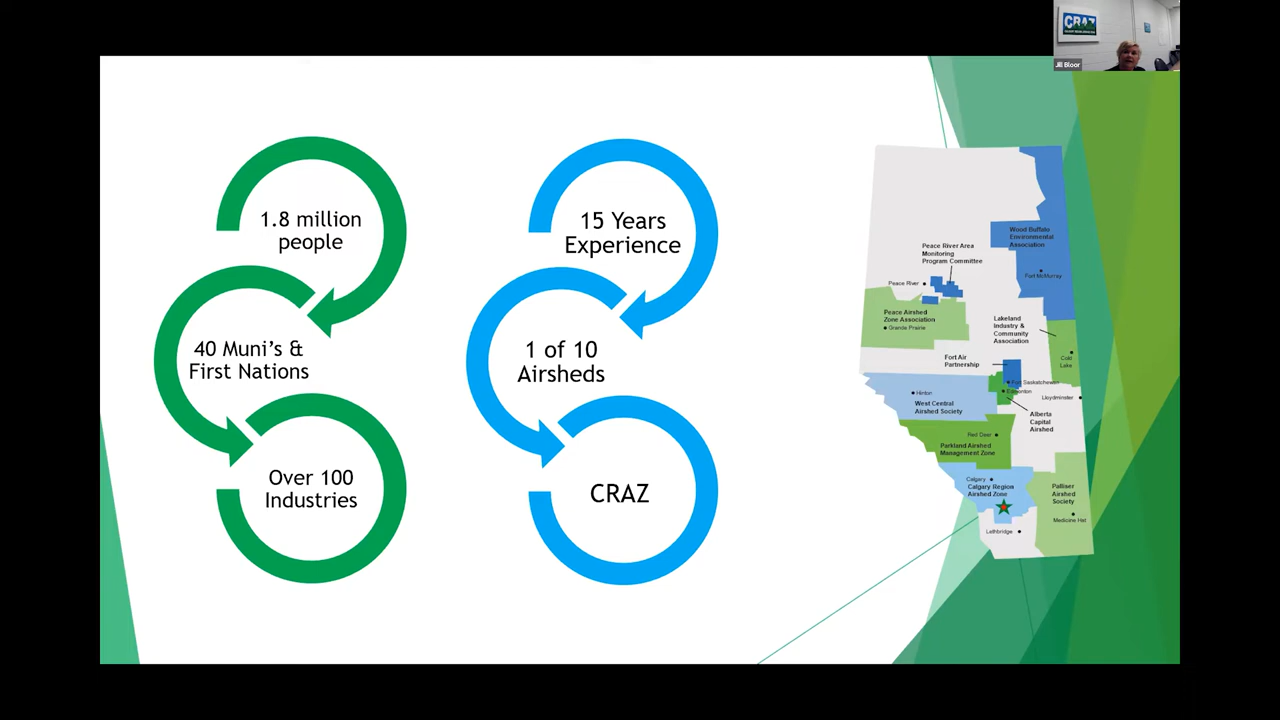 CRAZ
Jill Bloor
1.8 million
people
40 Muni's &
First Nations
Over 100
Industries
15 Years
Experience
1 of 10
Airsheds
CRAZ
Wood Buffalo
Environmental
Association
Fort McMurray
Peace River Area
Monitoring
Program Committee
Peace River
Peace Airshed
Zone Association
Grande Prairie
Lakeland
Industry &
Community
Association
Cold
Lake
Fort Air
Partnership
Fort Saskatchewan
Edmonton
Lloydminster
Hinton
West Central
Airshed Society
Alberta
Capital
Airshed
Red Deer
Parkland Airshed
Management Zone
Calgary
Calgary Region
Airshed Zone
Palliser
Airshed
Society
Medicine Hat
Lethbridge